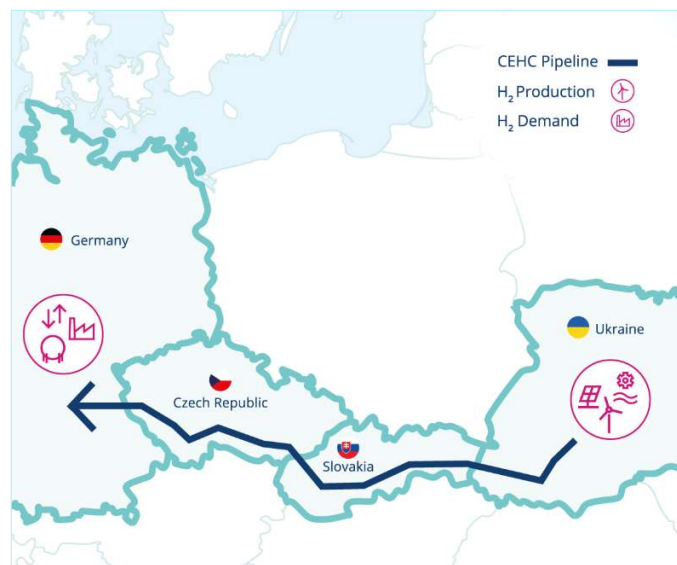 CEHC Pipeline
H₂ Production
H₂ Demand
Germany
Ukraine
Czech Republic
Slovakia